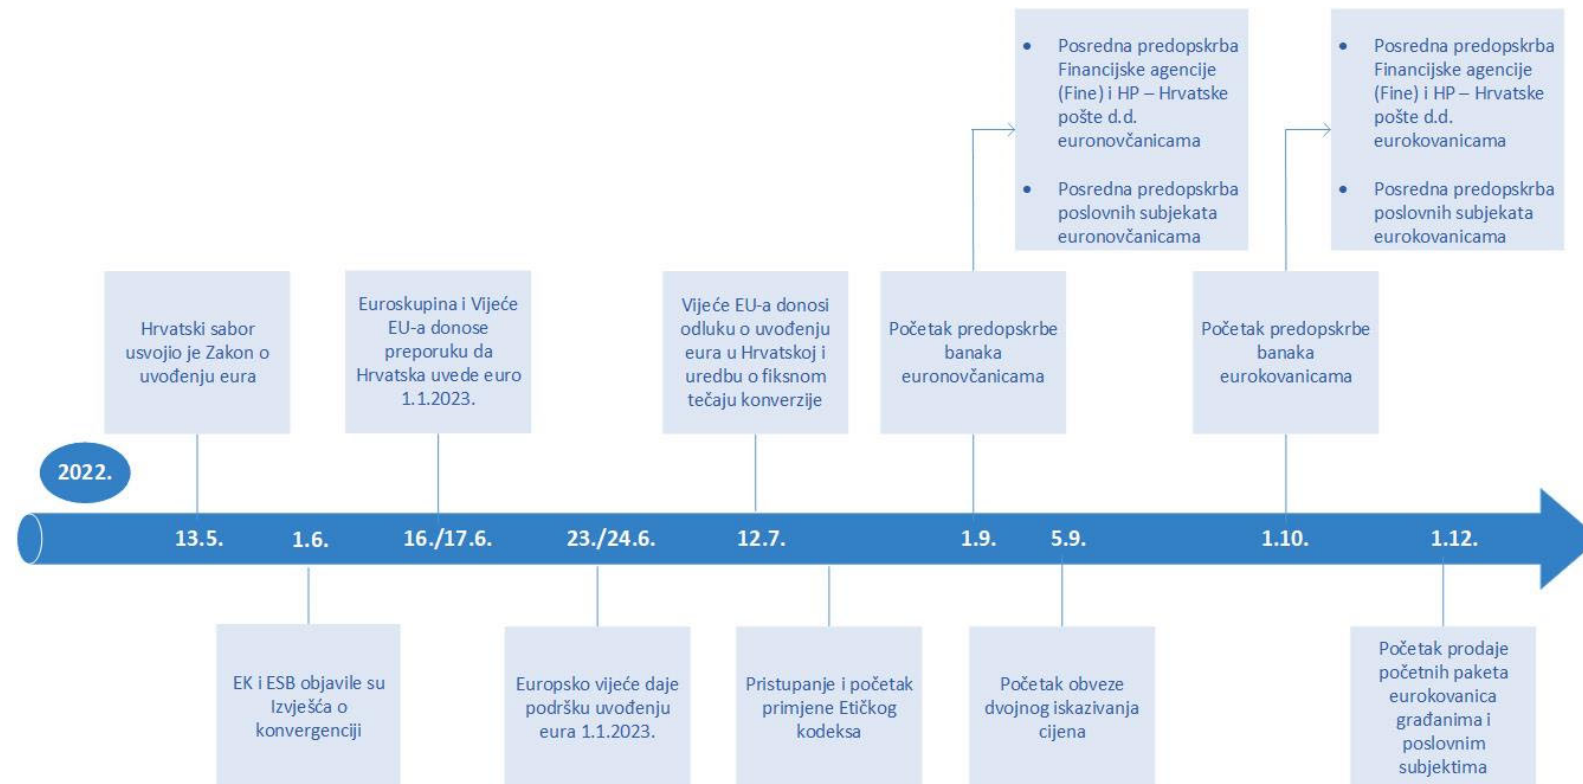 • Posredna predopskrba
Financijske agencije
(Fine) i HP – Hrvatske
pošte d.d.
euronovčanicama
• Posredna predopskrba
poslovnih subjekata
euronovčanicama
• Posredna predopskrba
Financijske agencije
(Fine) i HP – Hrvatske
pošte d.d.
eurokovanicama
• Posredna predopskrba
poslovnih subjekata
eurokovanicama
Hrvatski sabor
usvojio je Zakon o
uvođenju eura
Euroskupina i Vijeće
EU-a donose
preporuku da
Hrvatska uvede euro
1.1.2023.
Vijeće EU-a donosi
odluku o uvođenju
eura u Hrvatskoj i
uredbu o fiksnom
tečaju konverzije
Početak predopskrbe
banaka
euronovčanicama
Početak predopskrbe
banaka
eurokovanicama
2022.
13.5. 1.6. 16./17.6. 23./24.6. 12.7. 1.9. 5.9. 1.10. 1.12.
EK i ESB objavile su
Izvješća o
konvergenciji
Europsko vijeće daje
podršku uvođenju
eura 1.1.2023.
Pristupanje i početak
primjene Etičkog
kodeksa
Početak obveze
dvojnog iskazivanja
cijena
Početak prodaje
početnih paketa
eurokovanica
građanima i
poslovnim
subjektima